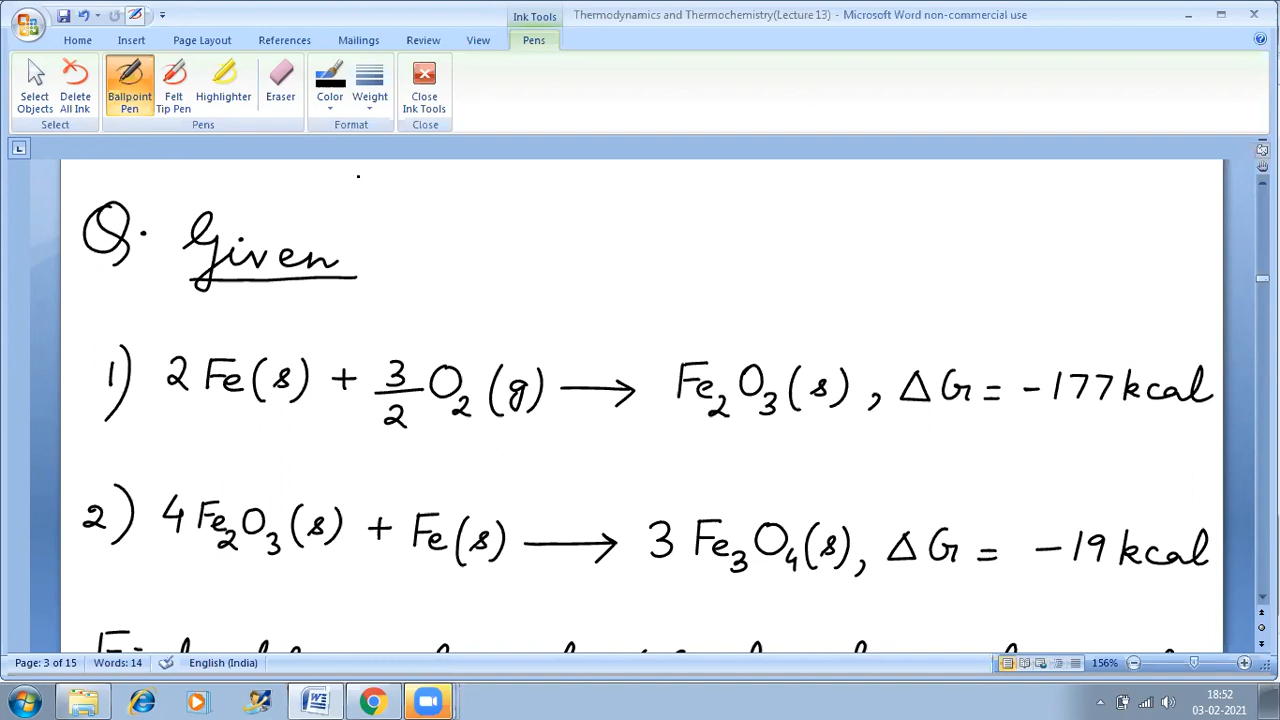 Ink Tools
Thermodynamics and Thermochemistry(Lecture 13) - Microsoft Word non-commercial use
Home Insert Page Layout References Mailings Review View Pens
Select Objects
Delete All Ink
Ballpoint Pen
Felt Tip Pen
Highlighter
Eraser
Color
Weight
Close Ink Tools
Select Pens Format Close
Q. Given
1) 2 Fe(s) + 3/2 O₂ (g) ⟶ Fe₂O₃(s), ΔG = -177 kcal
2) 4 Fe₂O₃(s) + Fe(s) ⟶ 3 Fe₃O₄(s), ΔG = -19 kcal
Page: 3 of 15 Words: 14 English (India) 156%
18:52
03-02-2021